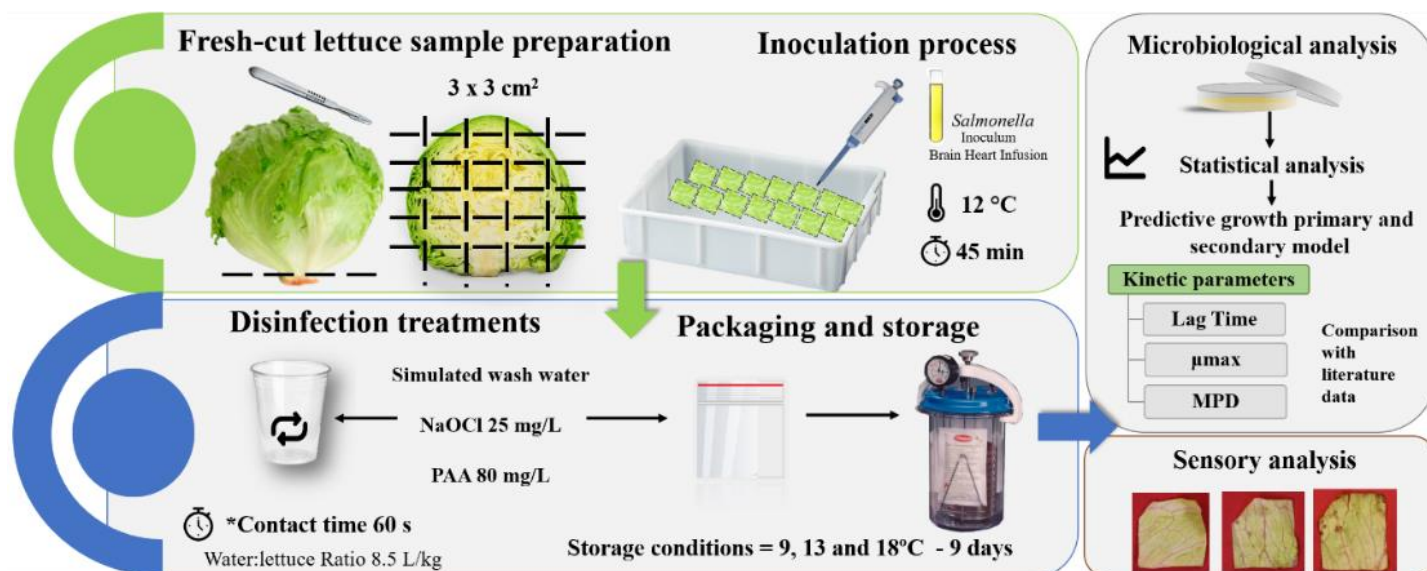 Fresh-cut lettuce sample preparation
3 x 3 cm²
Inoculation process
Salmonella
Inoculum
Brain Heart Infusion
12 °C
45 min
Disinfection treatments
Simulated wash water
NaOCl 25 mg/L
PAA 80 mg/L
*Contact time 60 s
Water:lettuce Ratio 8.5 L/kg
Packaging and storage
Storage conditions = 9, 13 and 18ºC - 9 days
Microbiological analysis
Statistical analysis
Predictive growth primary and
secondary model
Kinetic parameters
Lag Time
µmax
MPD
Comparison
with
literature
data
Sensory analysis